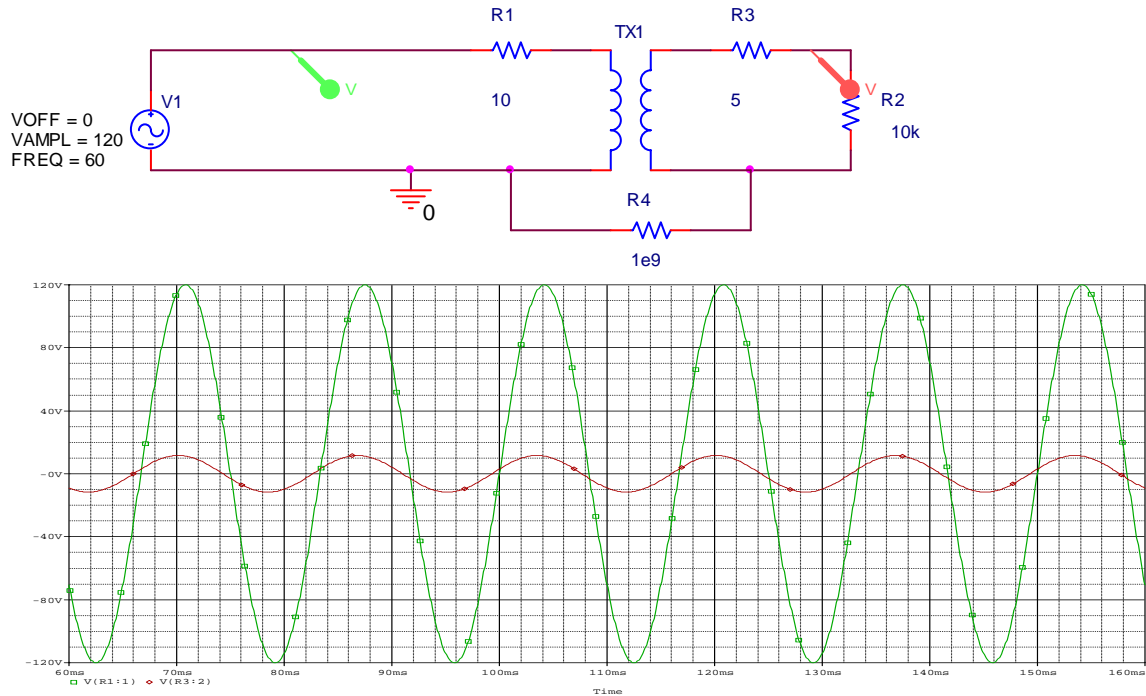 R1
TX1
R3
V
V
V1
10
5
R2
10k
VOFF = 0
VAMPL = 120
FREQ = 60
0
R4
1e9
120V
80V
40V
-0V
-40V
-80V
-120V
60ms 70ms 80ms 90ms 100ms 110ms 120ms 130ms 140ms 150ms 160ms
V(R1:1) V(R3:2)
Time